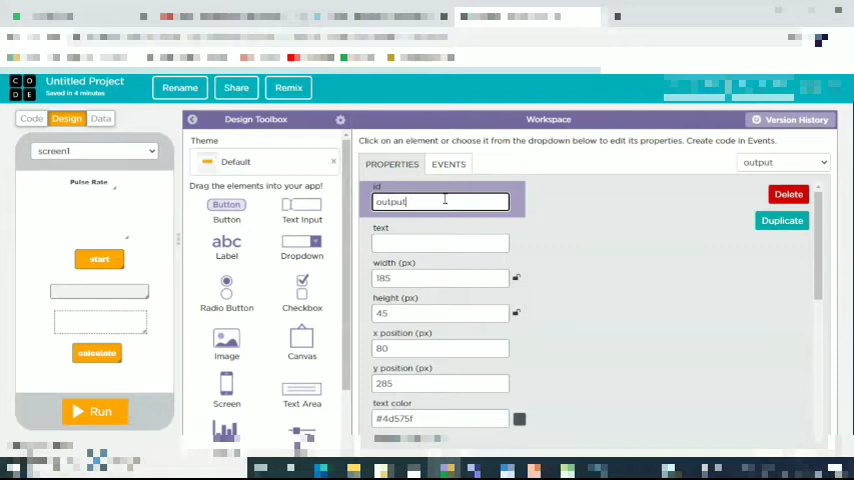 CODE
Untitled Project
Saved in 4 minutes
Rename
Share
Remix
Code
Design
Data
Design Toolbox
Workspace
Version History
screen1
Pulse Rate
start
calculate
Run
Theme
Default
Drag the elements into your app!
Button
Button
Text Input
abc
Label
Dropdown
Radio Button
Checkbox
Image
Canvas
Screen
Text Area
Click on an element or choose it from the dropdown below to edit its properties. Create code in Events.
PROPERTIES
EVENTS
output
Delete
Duplicate
id
output
text
width (px)
185
height (px)
45
x position (px)
80
y position (px)
285
text color
#4d575f